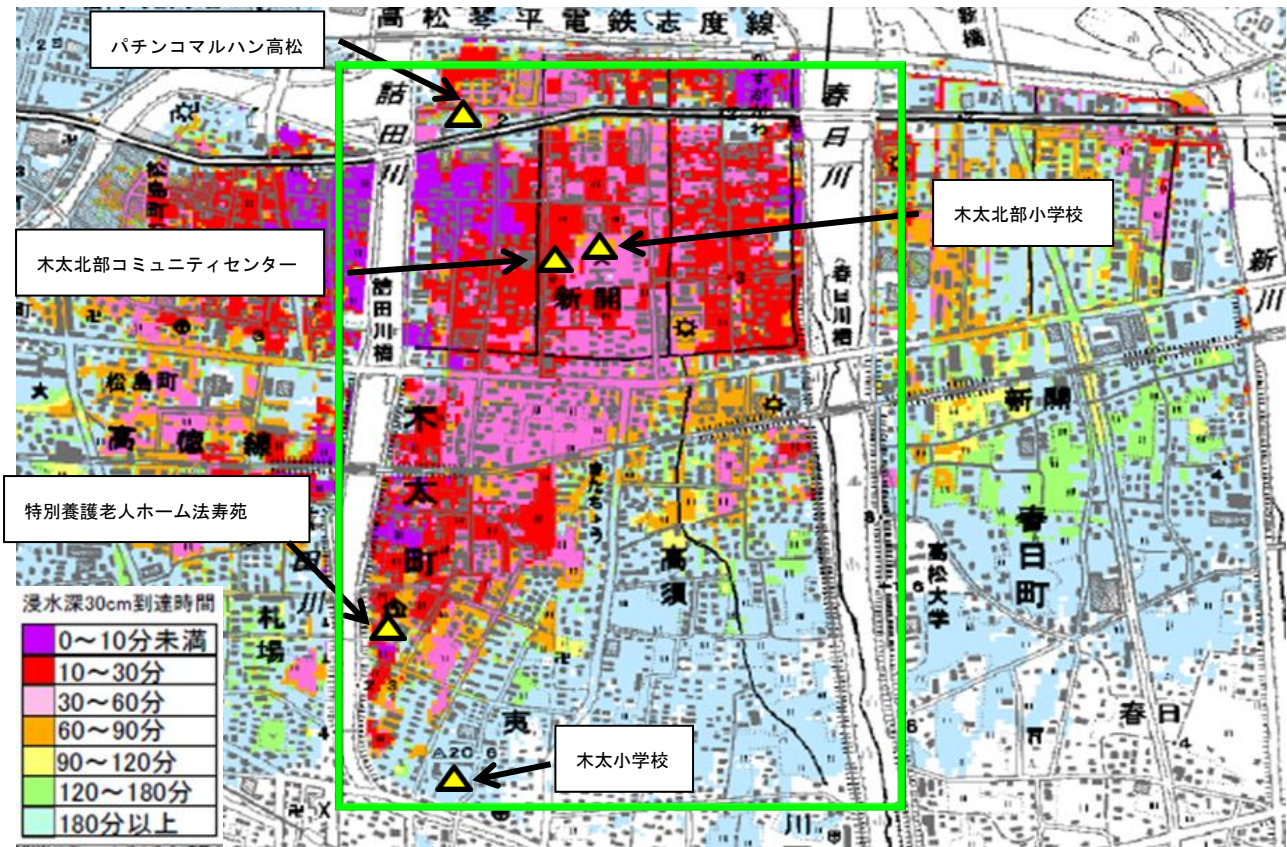 高松琴平電鉄志度線
パチンコマルハン高松
詰田川
春日川
木太北部小学校
木太北部コミュニティセンター
新開
新川
詰田川橋
春日川橋
松島町
高徳線
木太町
新開
特別養護老人ホーム法寿苑
春日町
高須
高松大学
田川
札場
浸水深30cm到達時間
0～10分未満
10～30分
30～60分
60～90分
90～120分
120～180分
180分以上
春日
夷
木太小学校
川